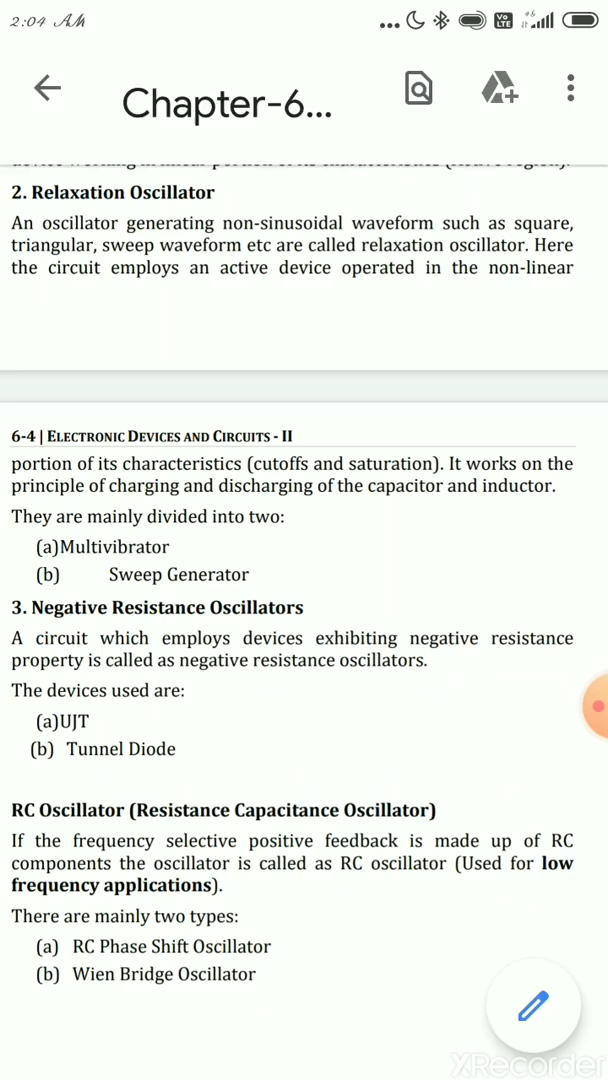 2:04 AM
Vo LTE
46
Chapter-6...
2. Relaxation Oscillator
An oscillator generating non-sinusoidal waveform such as square,
triangular, sweep waveform etc are called relaxation oscillator. Here
the circuit employs an active device operated in the non-linear
6-4 | ELECTRONIC DEVICES AND CIRCUITS - II
portion of its characteristics (cutoffs and saturation). It works on the
principle of charging and discharging of the capacitor and inductor.
They are mainly divided into two:
(a)Multivibrator
(b) Sweep Generator
3. Negative Resistance Oscillators
A circuit which employs devices exhibiting negative resistance
property is called as negative resistance oscillators.
The devices used are:
(a)UJT
(b) Tunnel Diode
RC Oscillator (Resistance Capacitance Oscillator)
If the frequency selective positive feedback is made up of RC
components the oscillator is called as RC oscillator (Used for low
frequency applications).
There are mainly two types:
(a) RC Phase Shift Oscillator
(b) Wien Bridge Oscillator
XRecorder